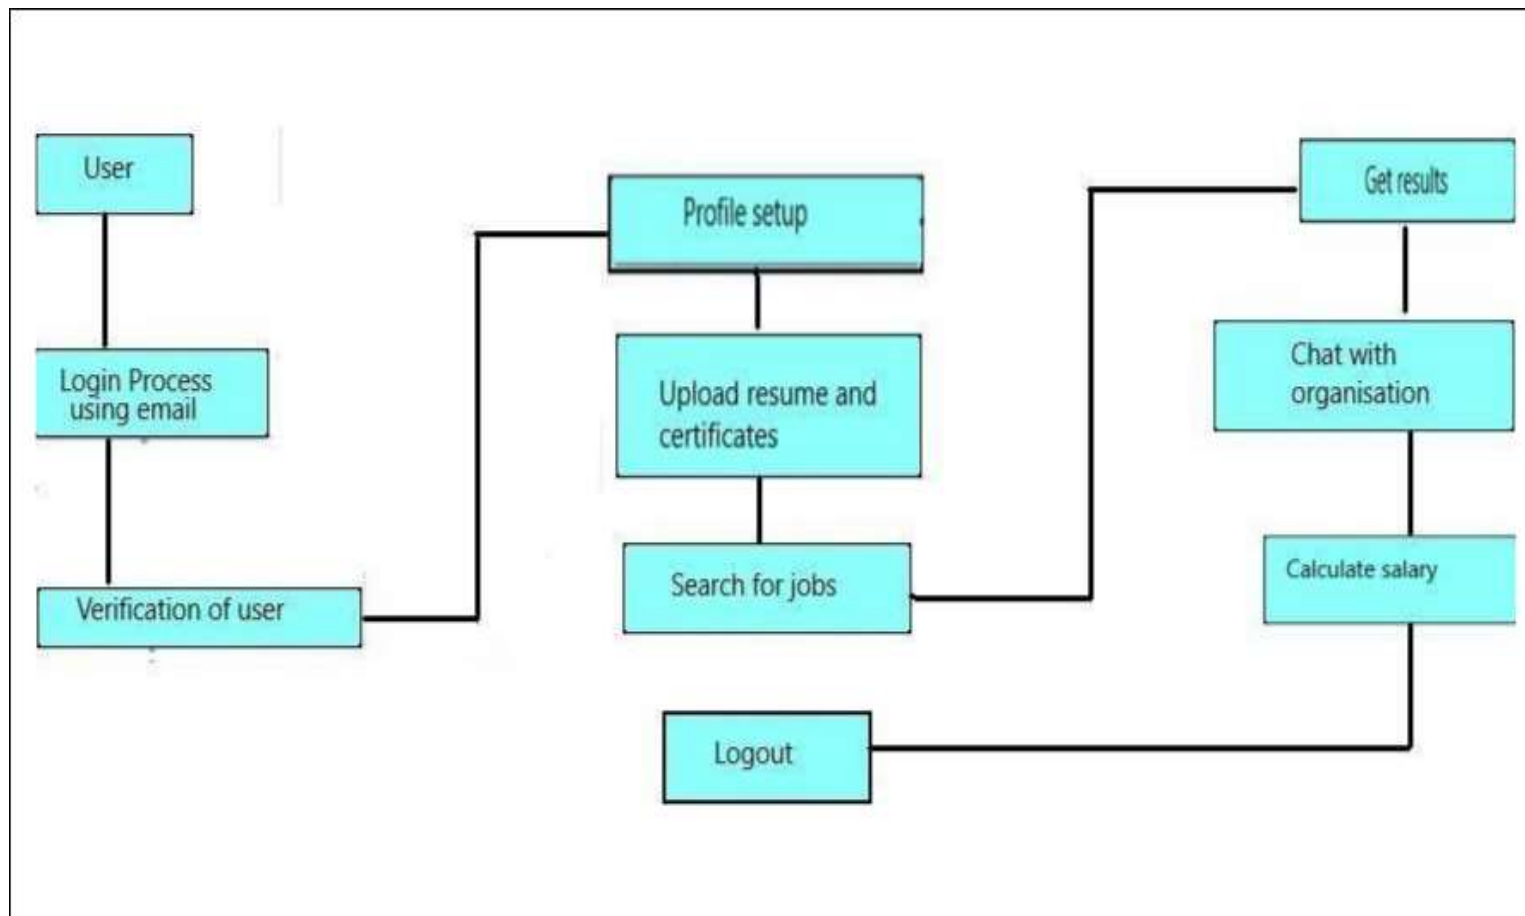 User
Login Process
using email
Verification of user
Profile setup
Upload resume and
certificates
Search for jobs
Get results
Chat with
organisation
Calculate salary
Logout